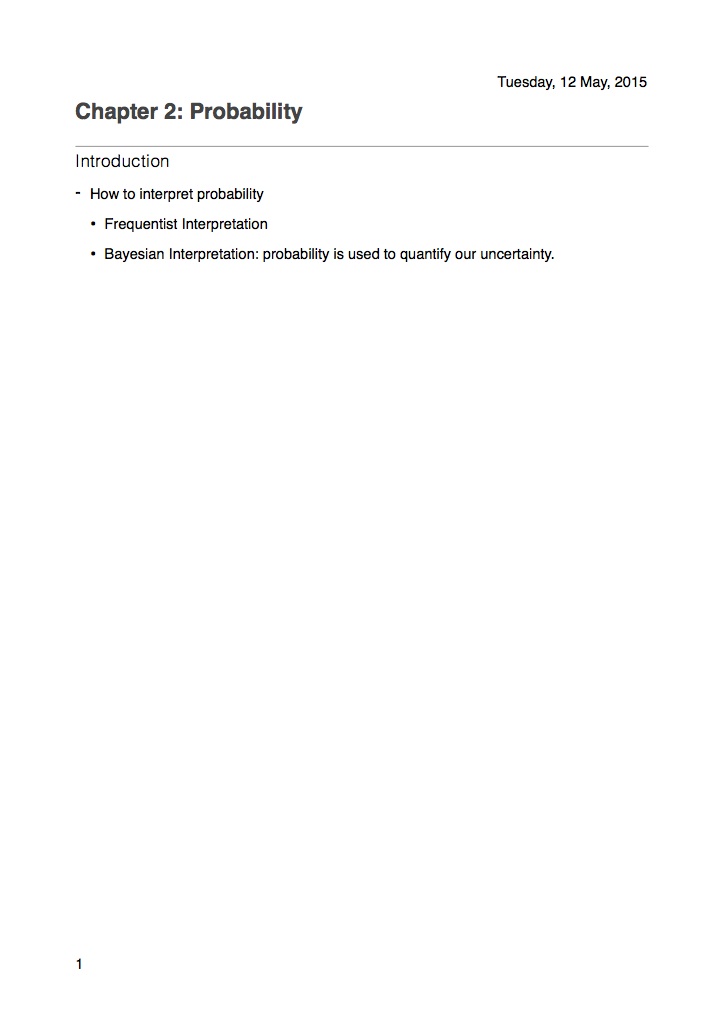 Tuesday, 12 May, 2015
Chapter 2: Probability
Introduction
- How to interpret probability
• Frequentist Interpretation
• Bayesian Interpretation: probability is used to quantify our uncertainty.
1